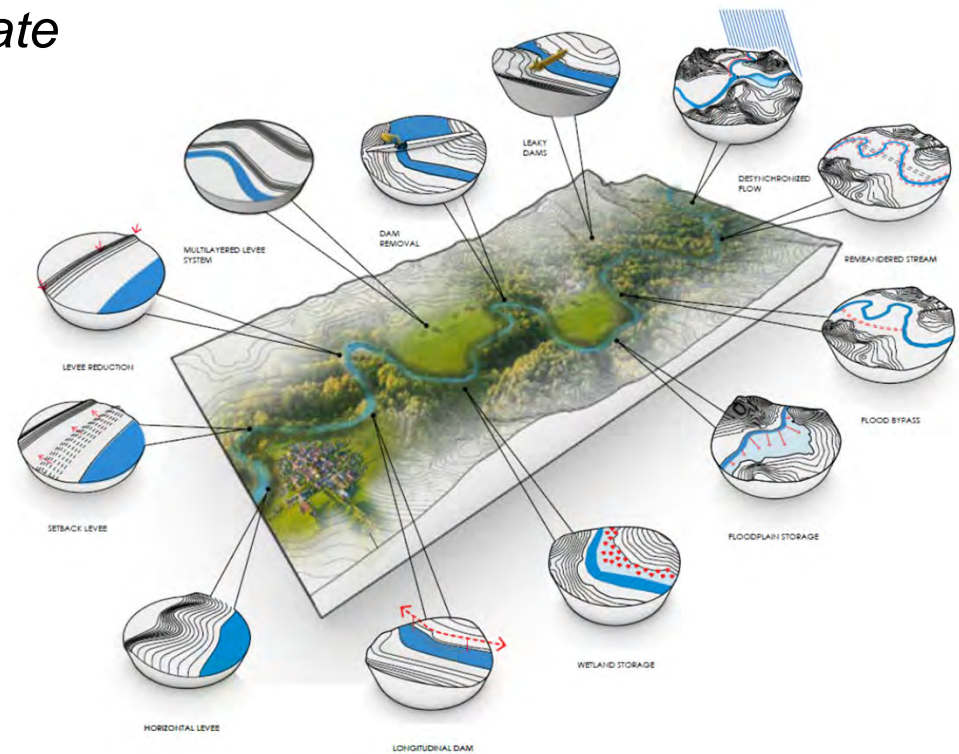 ate
LEAKY
DAMS
DESYNCHRONIZED
FLOW
MULTILAYERED LEVEE
SYSTEM
DAM
REMOVAL
REMEANDERED STREAM
LEVEE REDUCTION
FLOOD BYPASS
SETBACK LEVEE
FLOODPLAIN STORAGE
WETLAND STORAGE
HORIZONTAL LEVEE
LONGITUDINAL DAM